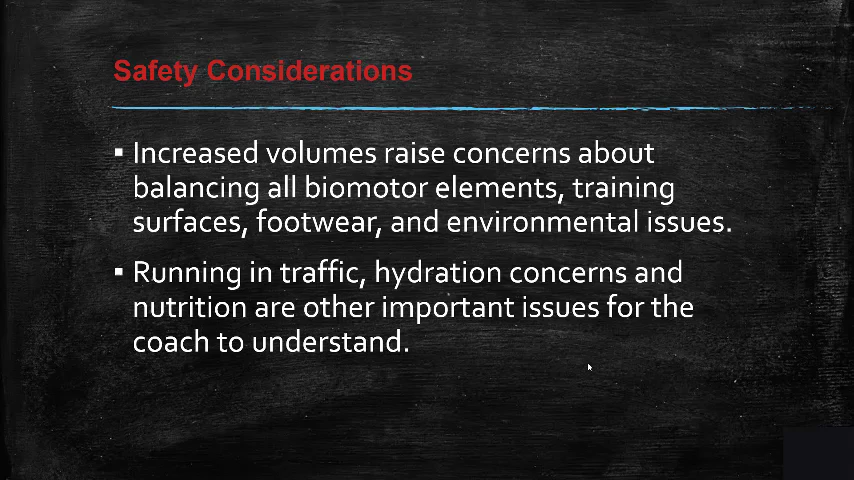 Safety Considerations
▪ Increased volumes raise concerns about
balancing all biomotor elements, training
surfaces, footwear, and environmental issues.
▪ Running in traffic, hydration concerns and
nutrition are other important issues for the
coach to understand.